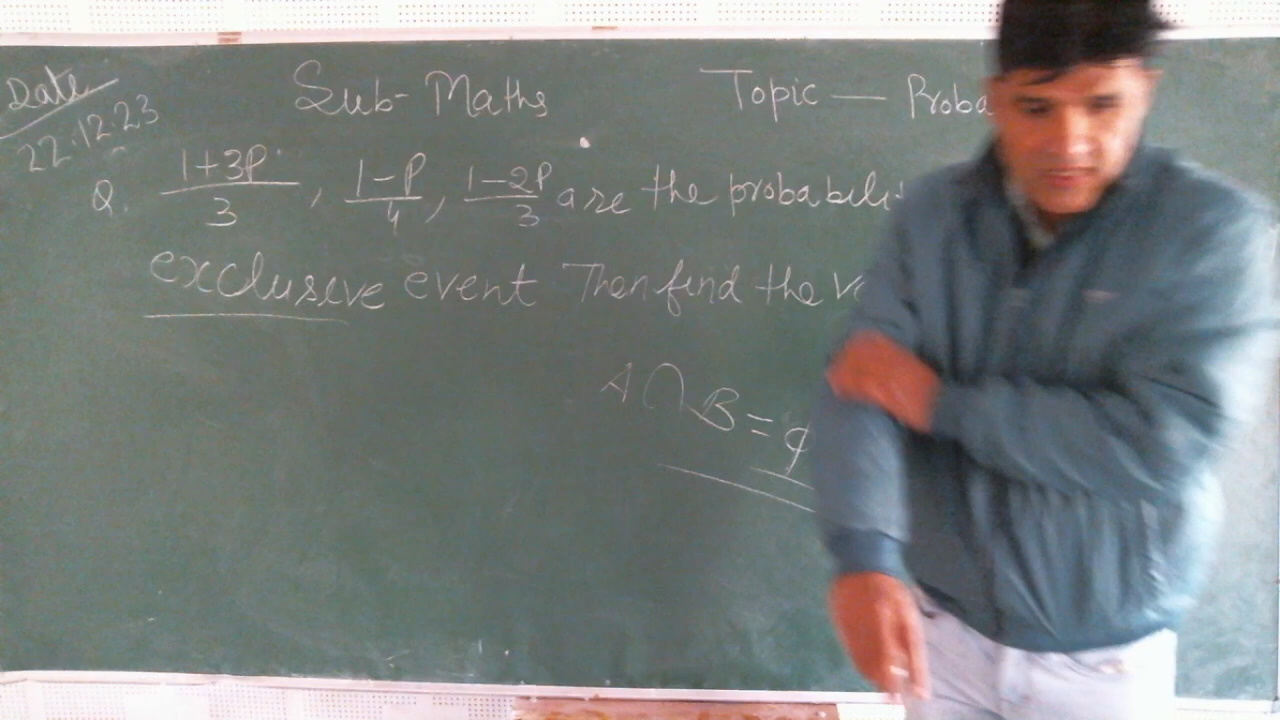 Date
22.12.23
Sub- Maths
Topic — Proba
Q. (1+3P)/3 , (1-P)/4 , (1-2P)/3 are the probabili
exclusive event Then find the
A ∩ B = φ